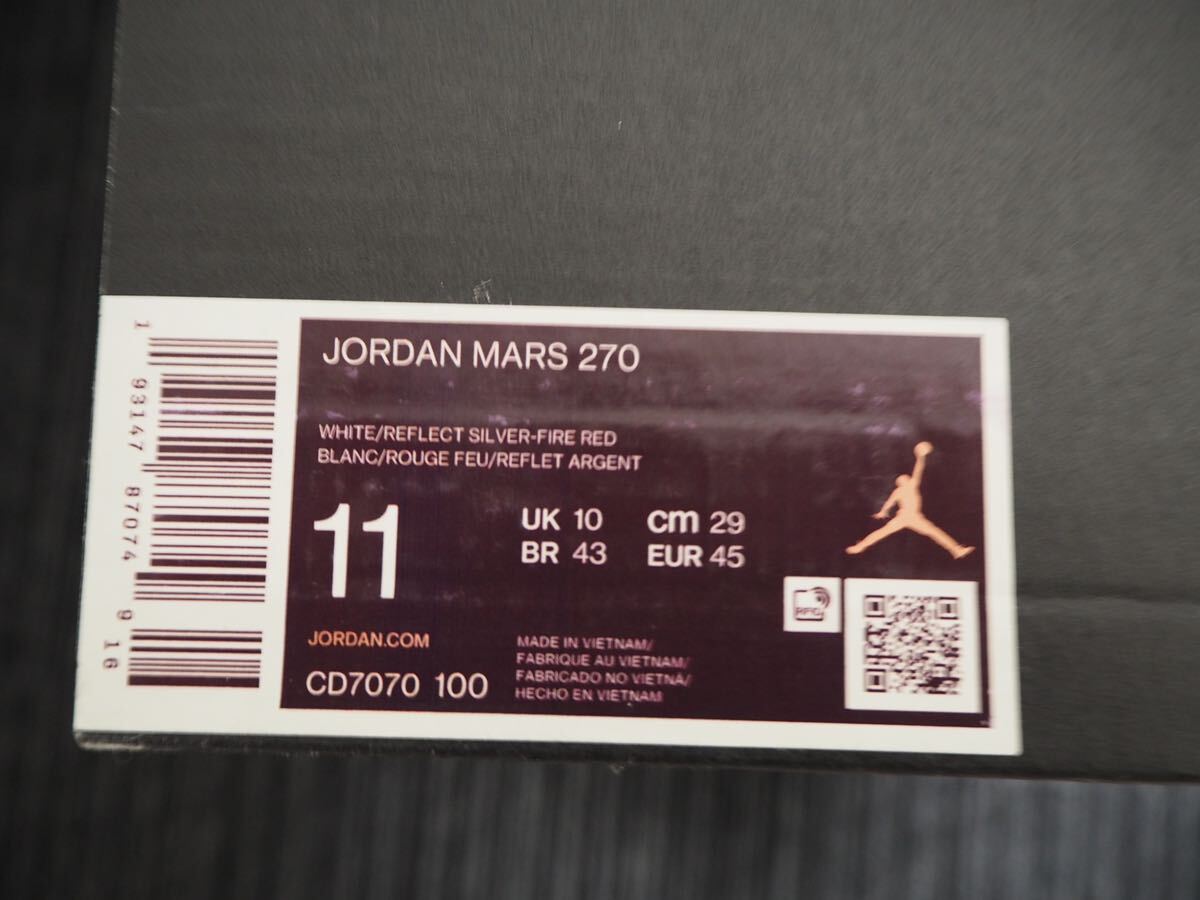 JORDAN MARS 270
WHITE/REFLECT SILVER-FIRE RED
BLANC/ROUGE FEU/REFLET ARGENT
11
UK 10 cm 29
BR 43 EUR 45
JORDAN.COM
CD7070 100
MADE IN VIETNAM/
FABRIQUE AU VIETNAM/
FABRICADO NO VIETNA/
HECHO EN VIETNAM
RFID
1 93147 87074 9 16